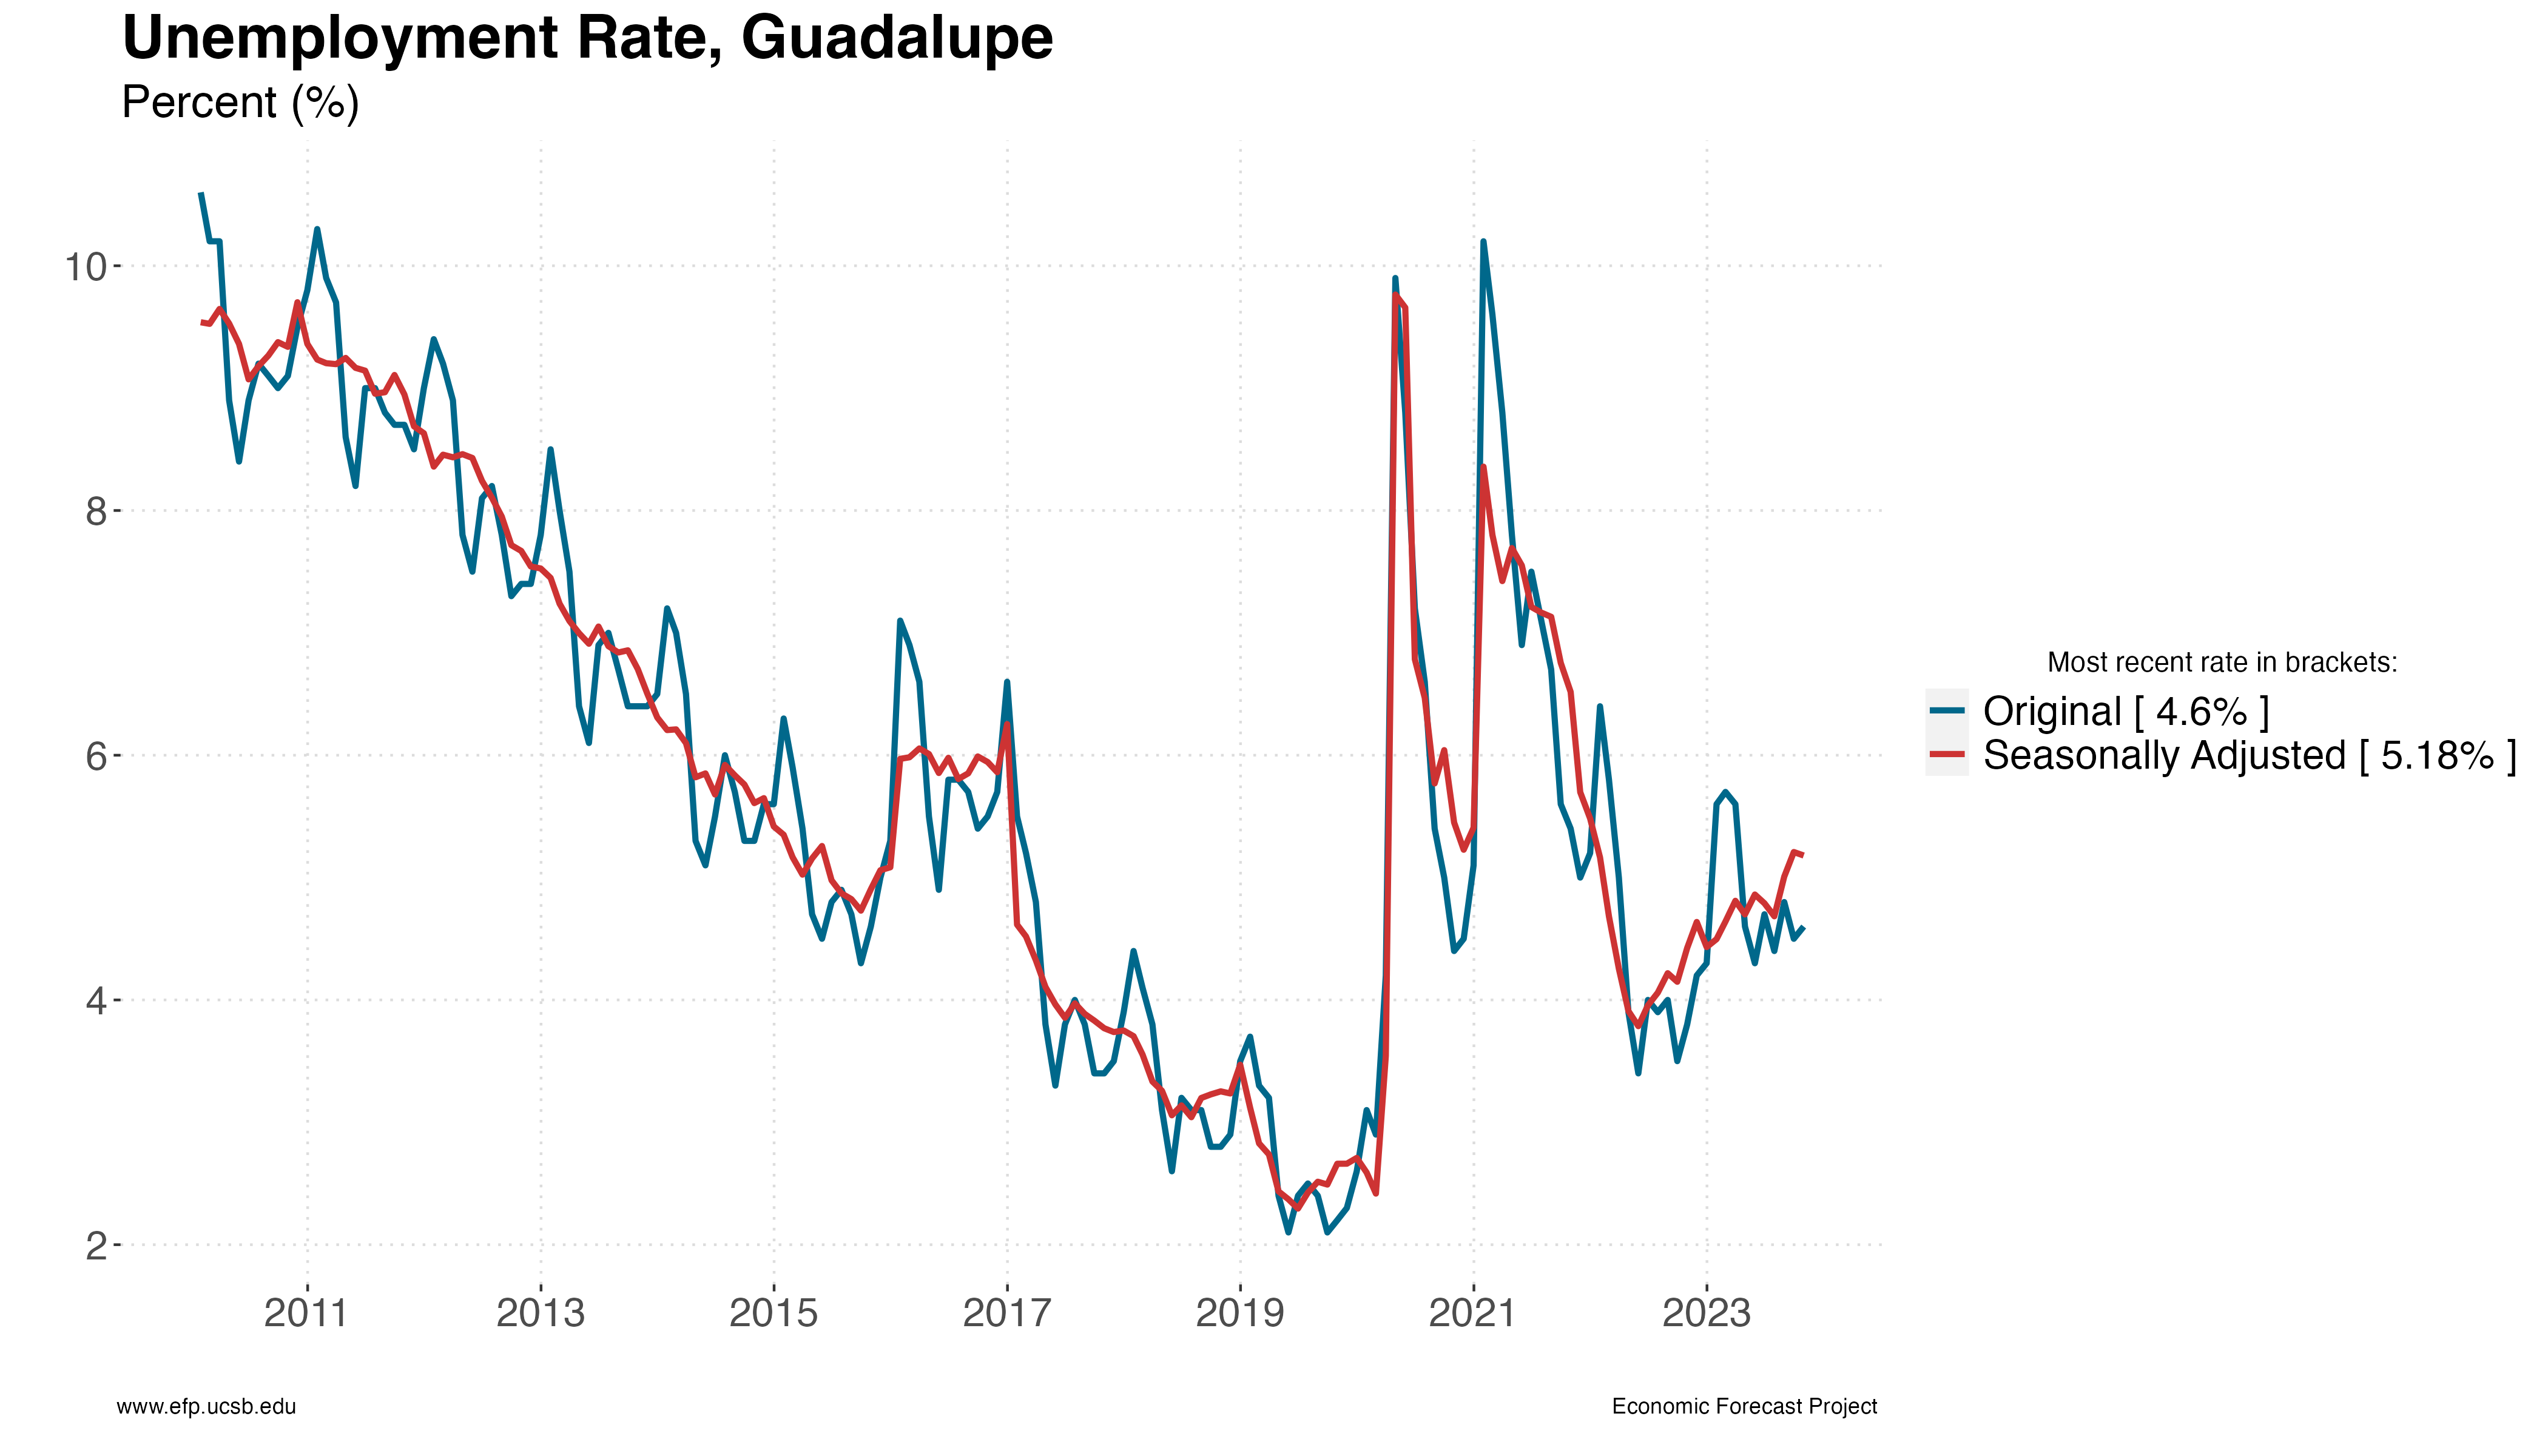 Unemployment Rate, Guadalupe
Percent (%)
10
8
6
4
2
2011 2013 2015 2017 2019 2021 2023
Most recent rate in brackets:
Original [ 4.6% ]
Seasonally Adjusted [ 5.18% ]
www.efp.ucsb.edu
Economic Forecast Project